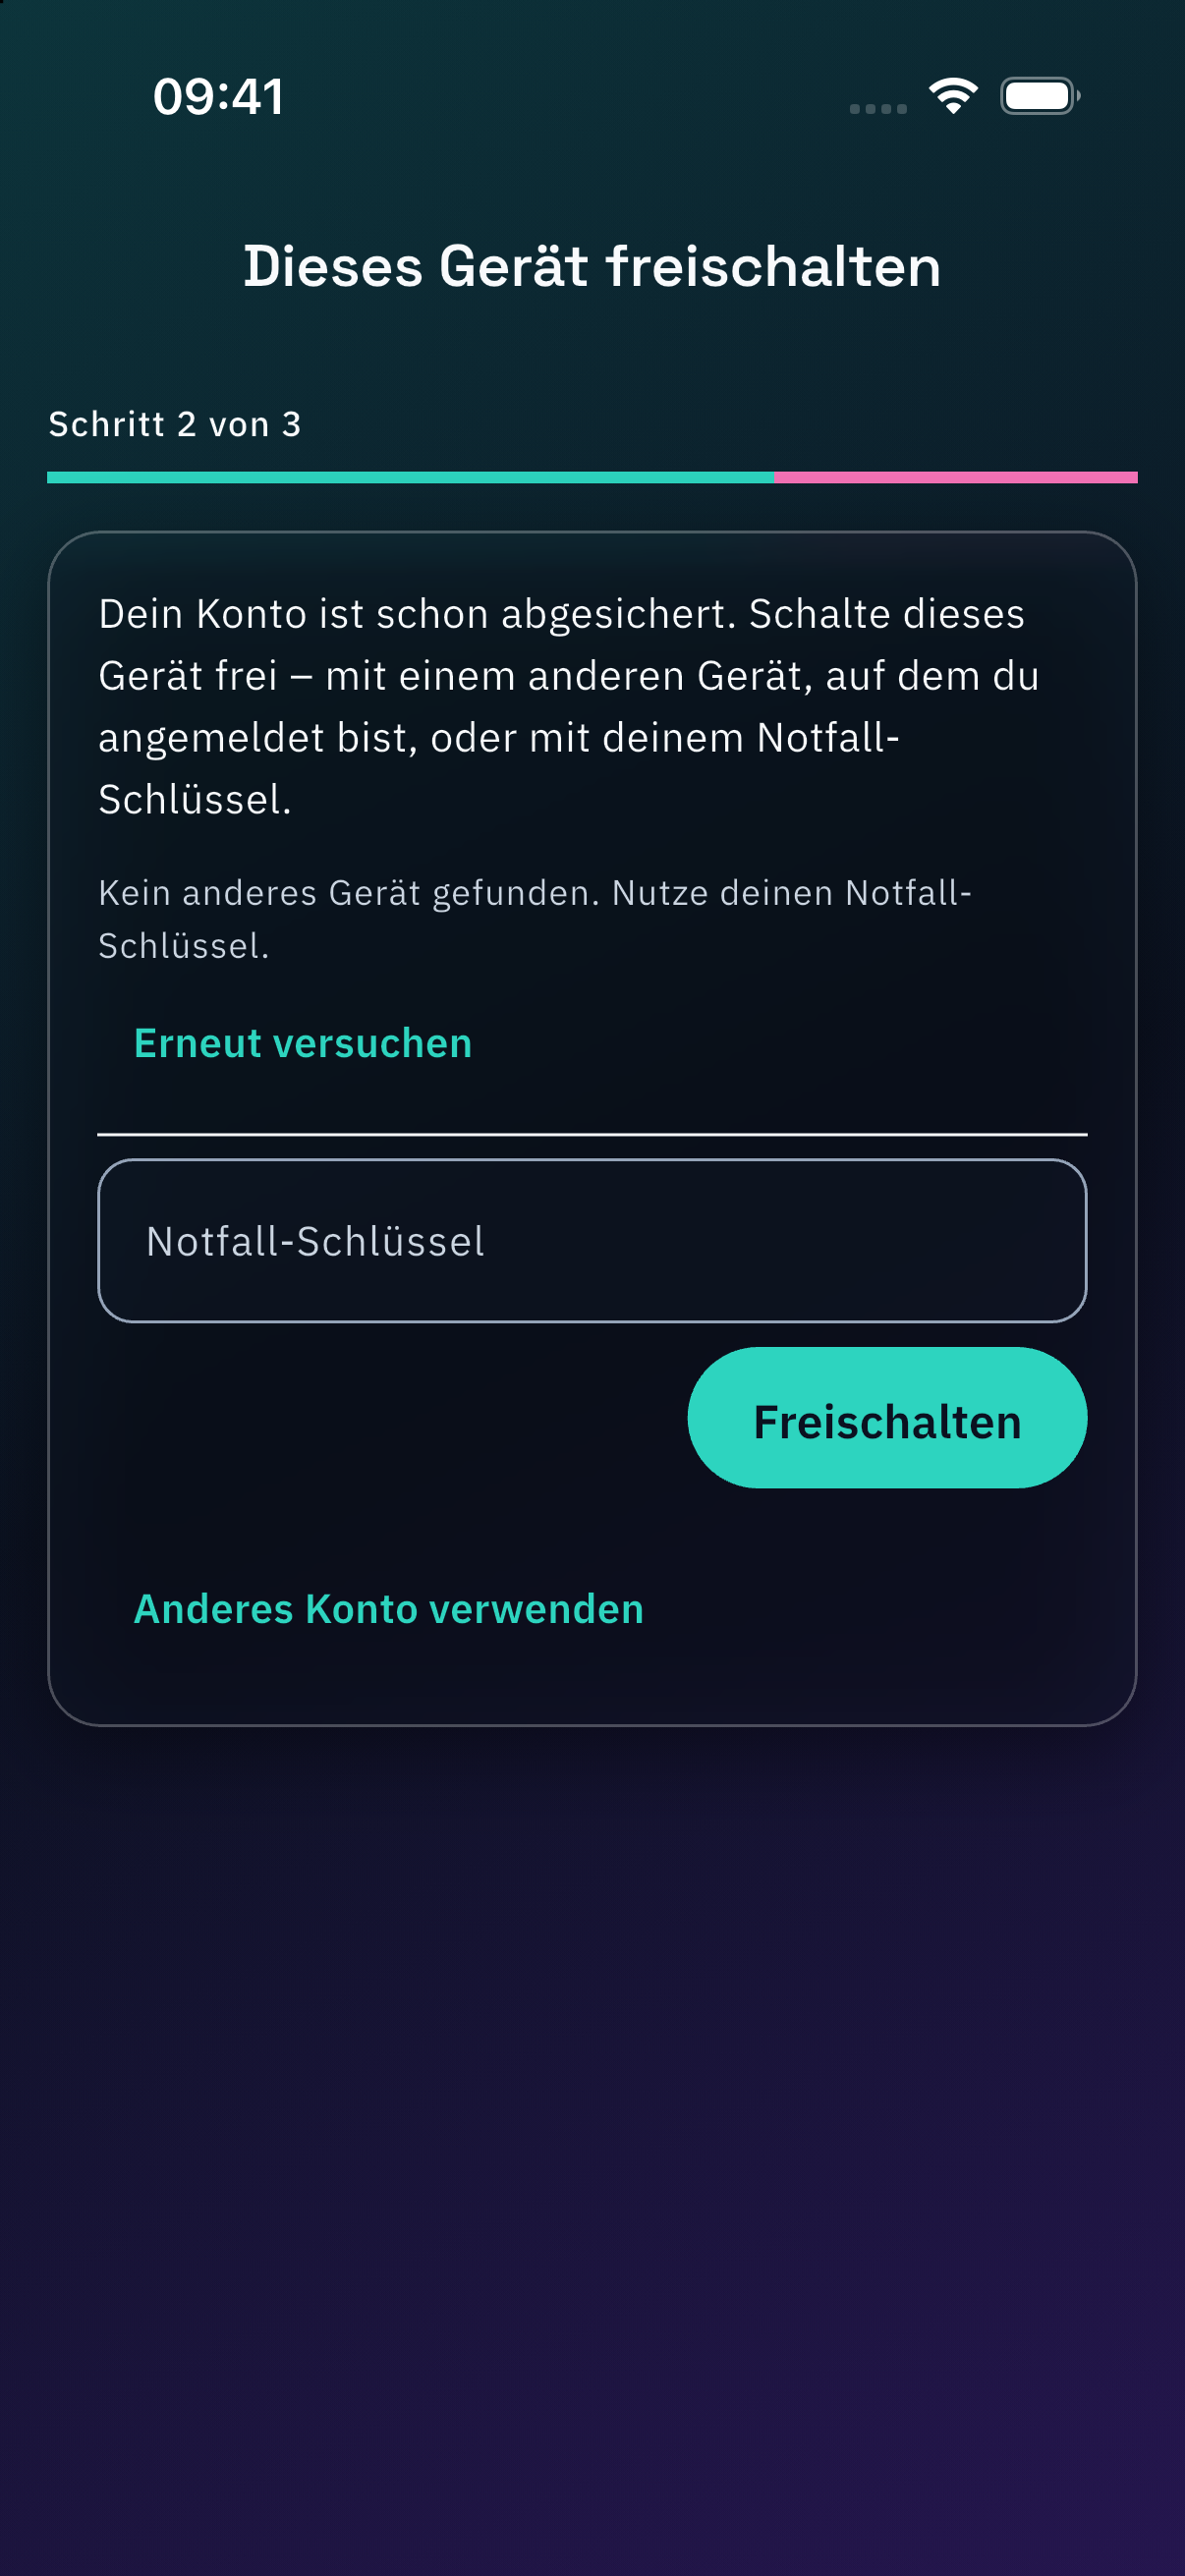 09:41
Dieses Gerät freischalten
Schritt 2 von 3
Dein Konto ist schon abgesichert. Schalte dieses
Gerät frei – mit einem anderen Gerät, auf dem du
angemeldet bist, oder mit deinem Notfall-
Schlüssel.
Kein anderes Gerät gefunden. Nutze deinen Notfall-
Schlüssel.
Erneut versuchen
Notfall-Schlüssel
Freischalten
Anderes Konto verwenden